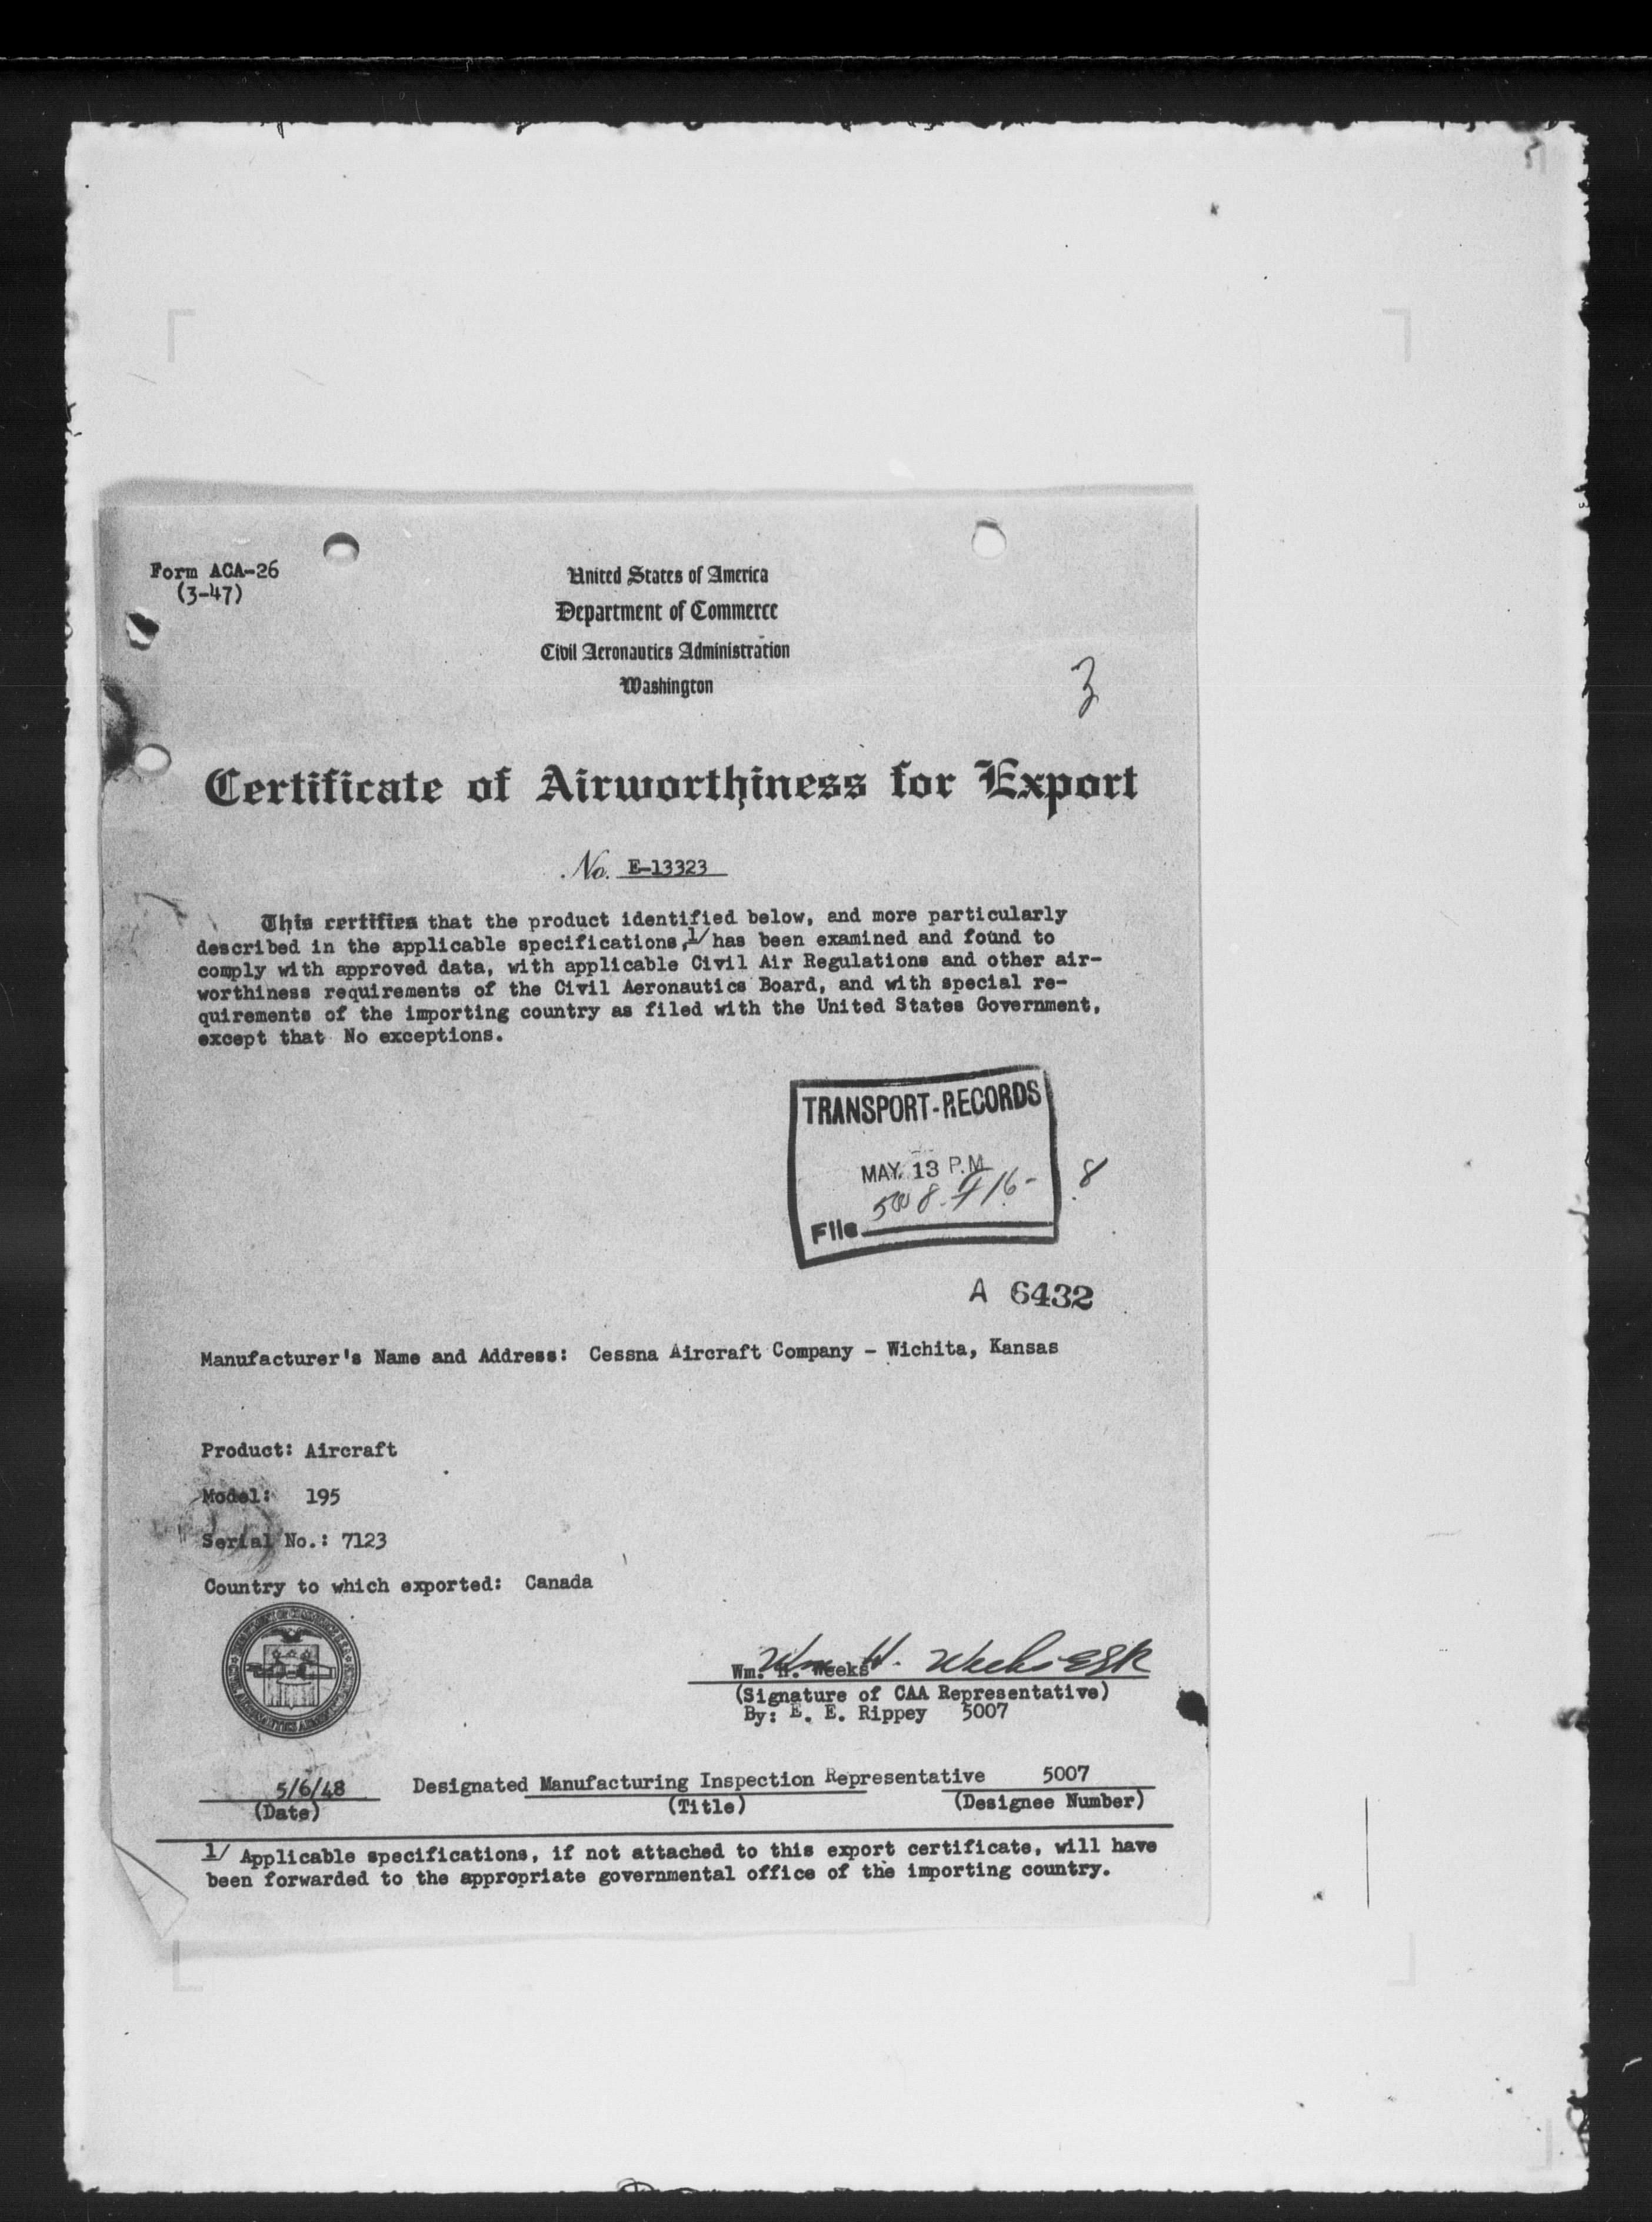 Form ACA-26
(3-47)
United States of America
Department of Commerce
Civil Aeronautics Administration
Washington
3
Certificate of Airworthiness for Export
No. E-13323
This certifies that the product identified below, and more particularly
described in the applicable specifications,1/ has been examined and found to
comply with approved data, with applicable Civil Air Regulations and other air-
worthiness requirements of the Civil Aeronautics Board, and with special re-
quirements of the importing country as filed with the United States Government,
except that No exceptions.
TRANSPORT-RECORDS
MAY. 13 P.M.
8
File
A 6432
Manufacturer's Name and Address: Cessna Aircraft Company - Wichita, Kansas
Product: Aircraft
Model: 195
Serial No.: 7123
Country to which exported: Canada
Wm. H. Weeks
(Signature of CAA Representative)
By: E. E. Rippey 5007
5/6/48 Designated Manufacturing Inspection Representative 5007
(Date) (Title) (Designee Number)
1/ Applicable specifications, if not attached to this export certificate, will have
been forwarded to the appropriate governmental office of the importing country.